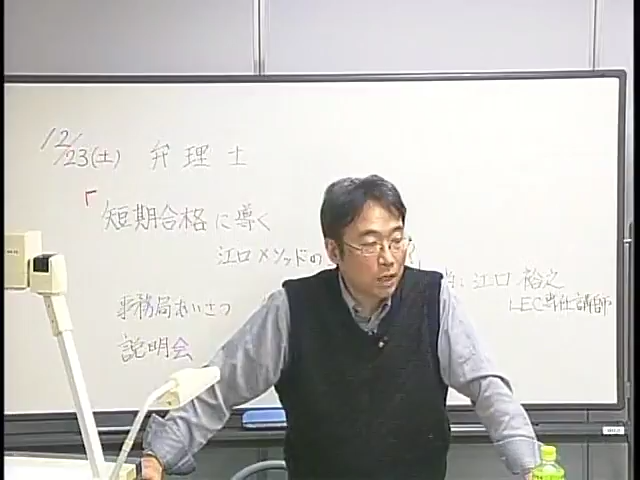 12/23(土) 弁理士
「短期合格に導く
江口メソッドの
江口 裕之
LEC専任講師
事務局あいさつ
説明会